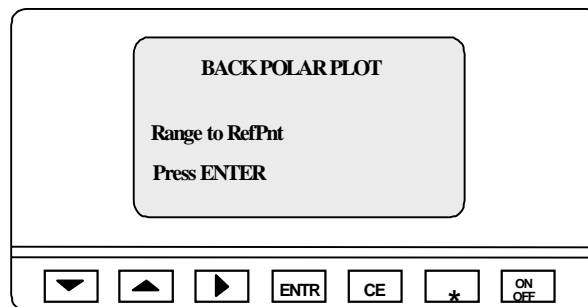 BACK POLAR PLOT
Range to RefPnt
Press ENTER
ENTR CE * ON OFF